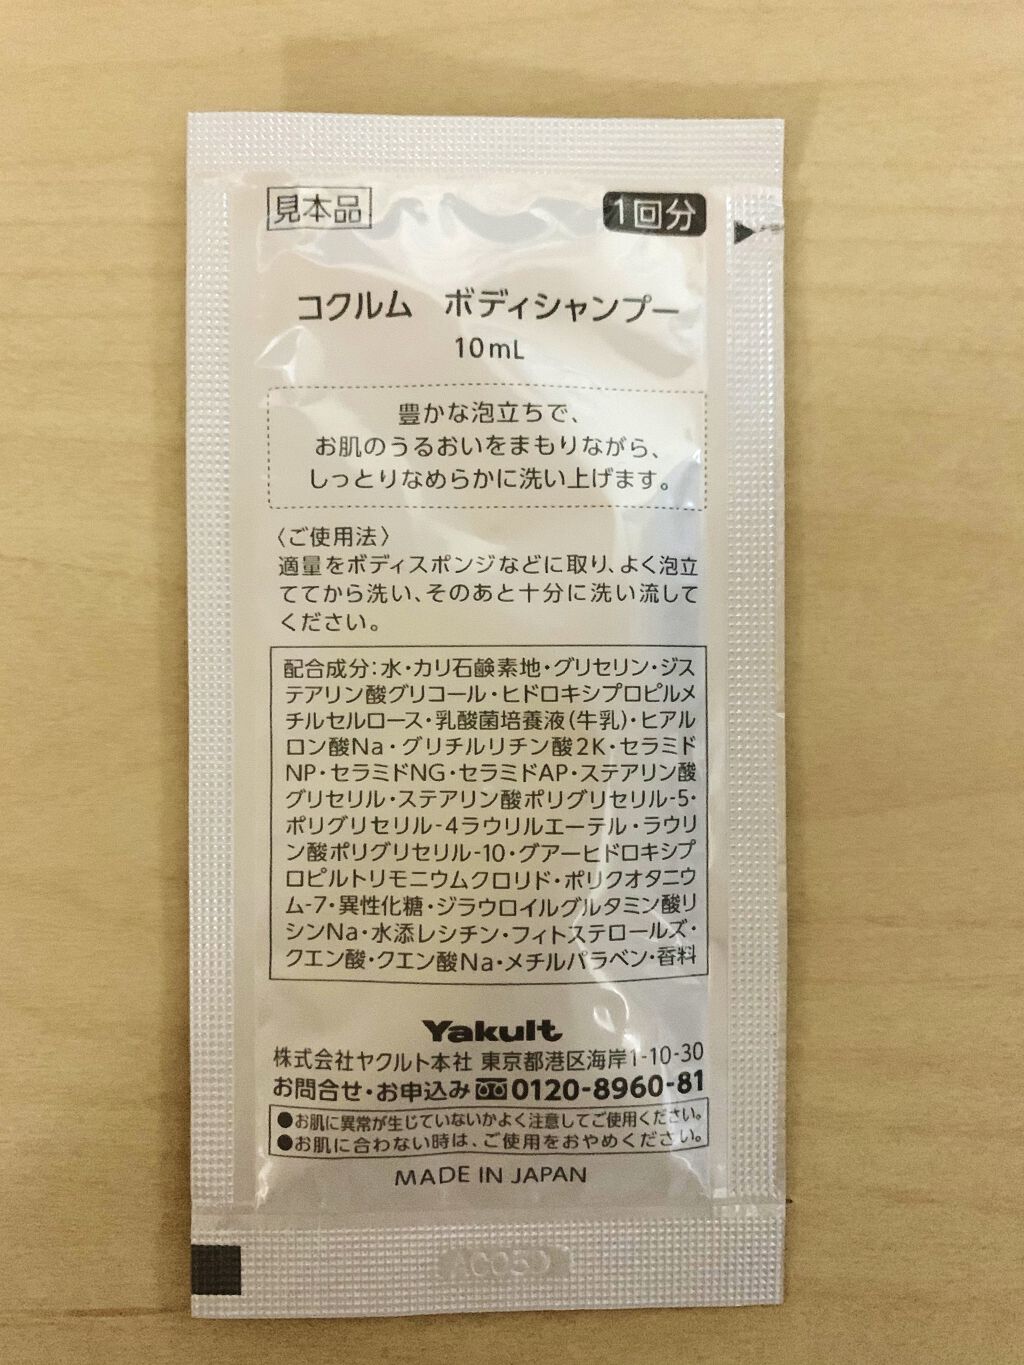 見本品
1回分
コクルム ボディシャンプー
10mL
豊かな泡立ちで、
お肌のうるおいをまもりながら、
しっとりなめらかに洗い上げます。
〈ご使用法〉
適量をボディスポンジなどに取り、よく泡立
ててから洗い、そのあと十分に洗い流して
ください。
配合成分:水・カリ石鹸素地・グリセリン・ジス
テアリン酸グリコール・ヒドロキシプロピルメ
チルセルロース・乳酸菌培養液(牛乳)・ヒアル
ロン酸Na・グリチルリチン酸2K・セラミド
NP・セラミドNG・セラミドAP・ステアリン酸
グリセリル・ステアリン酸ポリグリセリル-5・
ポリグリセリル-4ラウリルエーテル・ラウリ
ン酸ポリグリセリル-10・グアーヒドロキシプ
ロピルトリモニウムクロリド・ポリクオタニウ
ム-7・異性化糖・ジラウロイルグルタミン酸リ
シンNa・水添レシチン・フィトステロールズ・
クエン酸・クエン酸Na・メチルパラベン・香料
Yakult
株式会社ヤクルト本社 東京都港区海岸1-10-30
お問合せ・お申込み 0120-8960-81
●お肌に異常が生じていないかよく注意してご使用ください。
●お肌に合わない時は、ご使用をおやめください。
MADE IN JAPAN